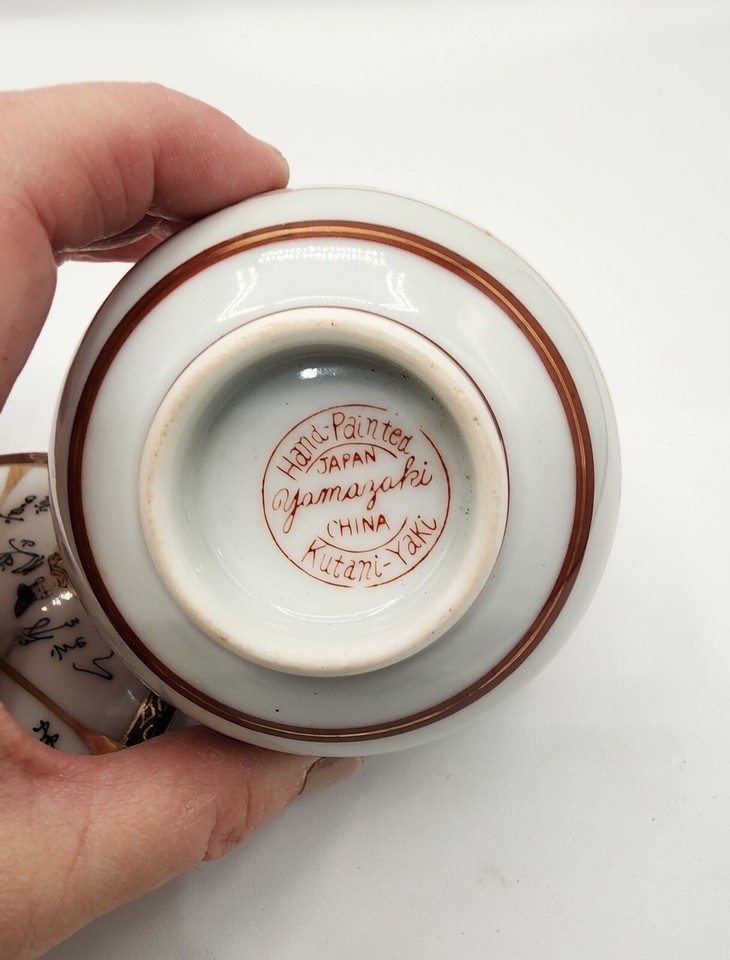 Hand-Painted
JAPAN
Yamazaki
CHINA
Kutani-Yaki